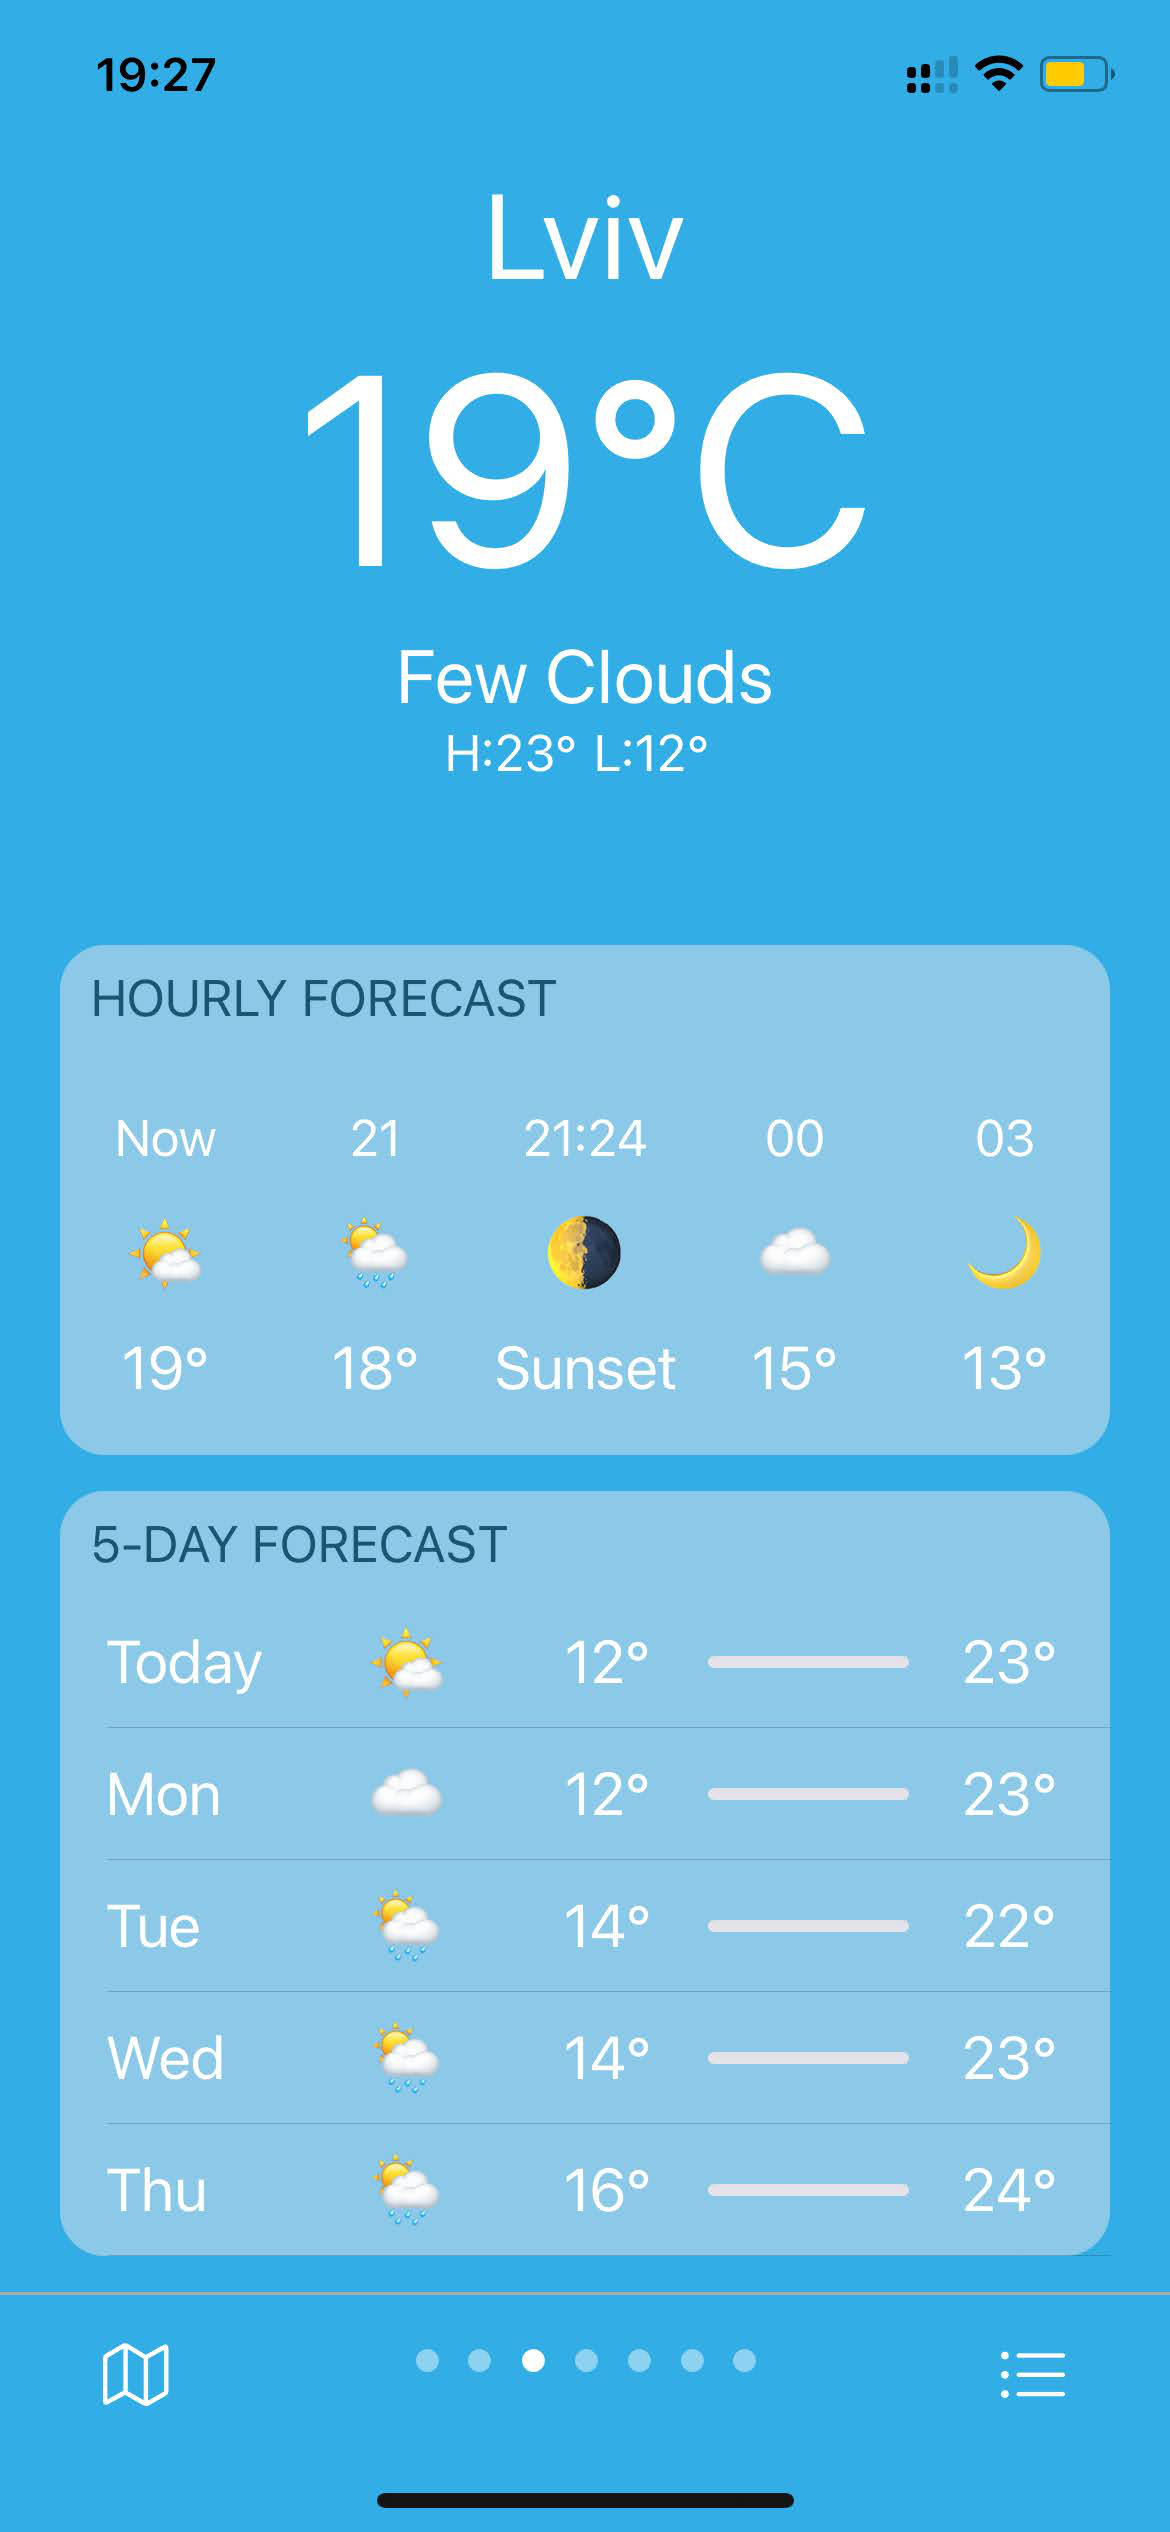 19:27
Lviv
19°C
Few Clouds
H:23° L:12°
HOURLY FORECAST
Now 21 21:24 00 03
19° 18° Sunset 15° 13°
5-DAY FORECAST
Today 12° 23°
Mon 12° 23°
Tue 14° 22°
Wed 14° 23°
Thu 16° 24°